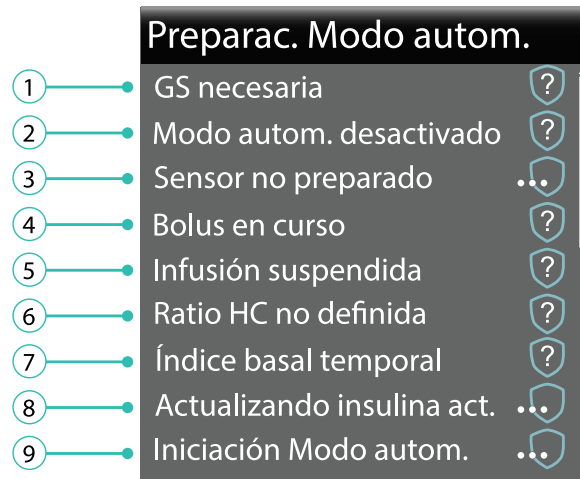 Preparac. Modo autom.
1 GS necesaria ?
2 Modo autom. desactivado ?
3 Sensor no preparado ...
4 Bolus en curso ?
5 Infusión suspendida ?
6 Ratio HC no definida ?
7 Índice basal temporal ?
8 Actualizando insulina act. ...
9 Iniciación Modo autom. ...